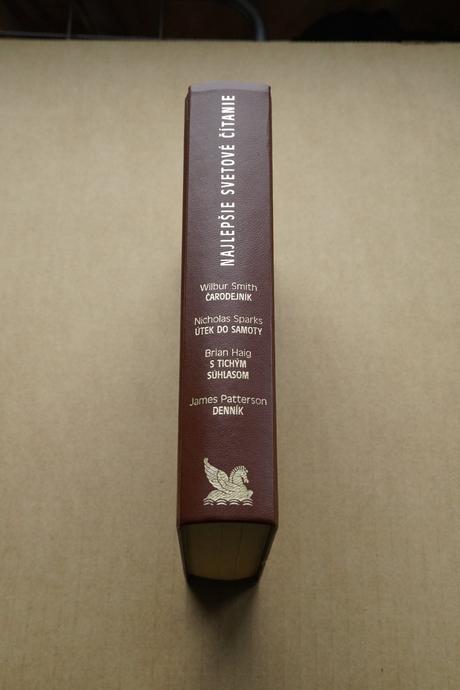 NAJLEPŠIE SVETOVÉ ČÍTANIE
Wilbur Smith
ČARODEJNÍK
Nicholas Sparks
ÚTEK DO SAMOTY
Brian Haig
S TICHÝM
SÚHLASOM
James Patterson
DENNÍK